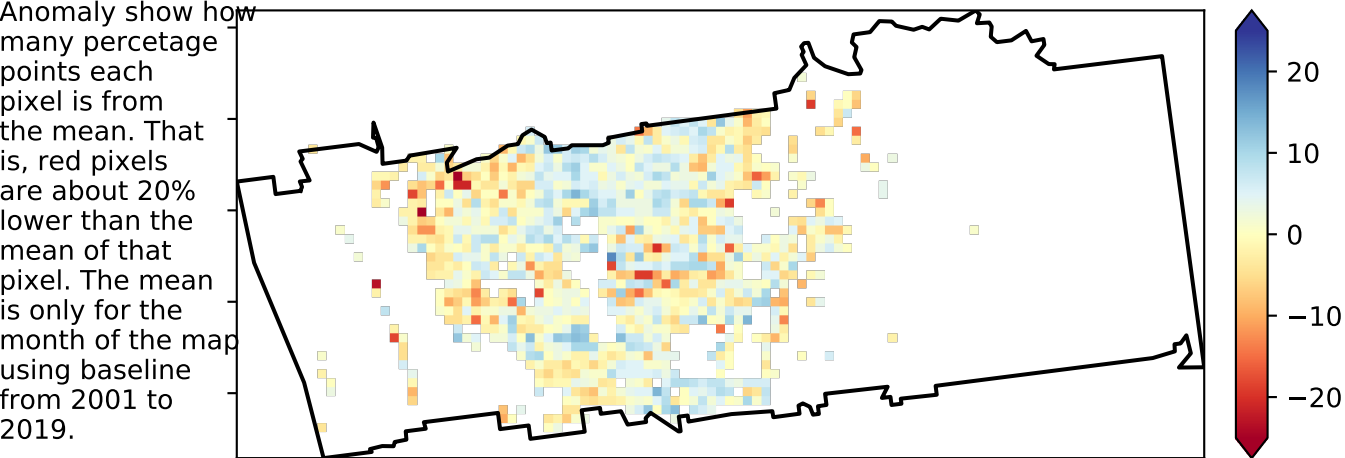 Anomaly show how
many percetage
points each
pixel is from
the mean. That
is, red pixels
are about 20%
lower than the
mean of that
pixel. The mean
is only for the
month of the map
using baseline
from 2001 to
2019.
20
10
0
−10
−20